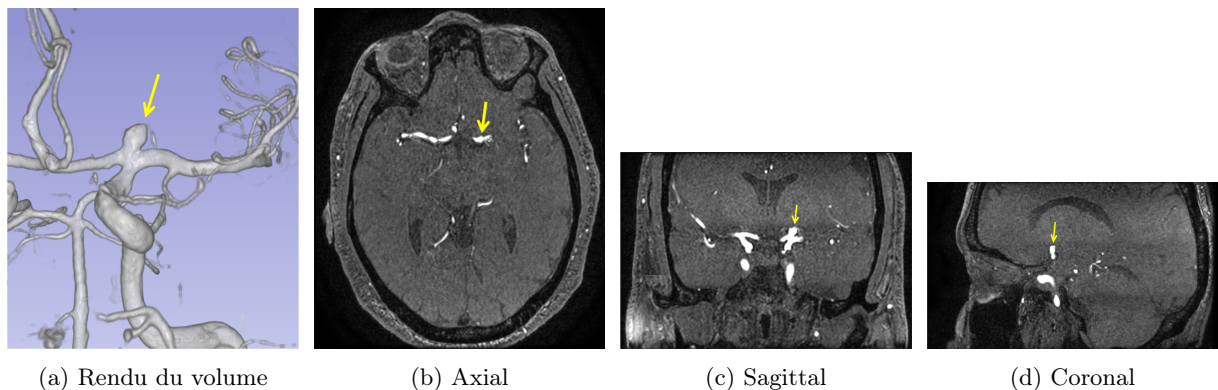 (a) Rendu du volume
(b) Axial
(c) Sagittal
(d) Coronal